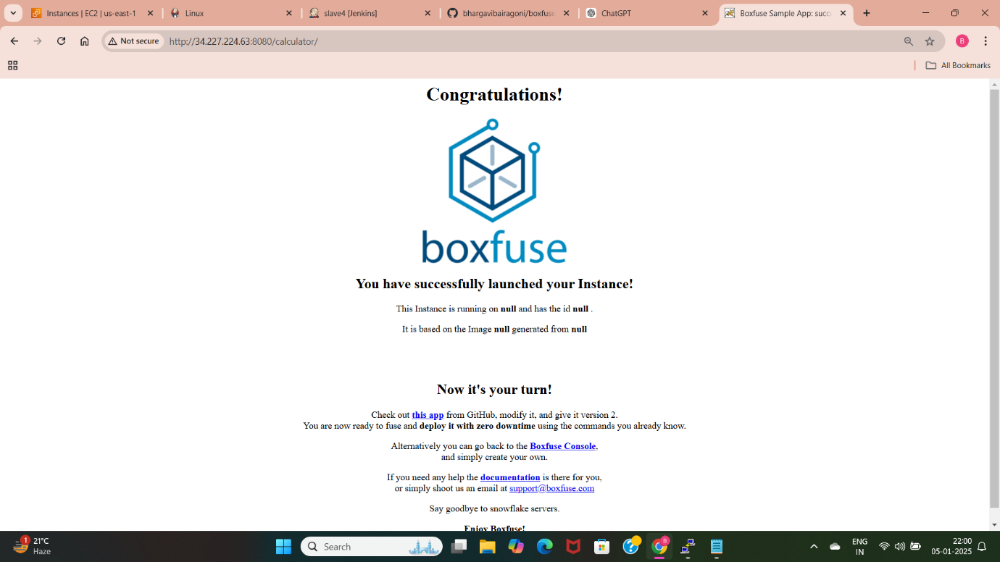 Instances | EC2 | us-east-1
Linux
slave4 [Jenkins]
bhargavibairagoni/boxfuse
ChatGPT
Boxfuse Sample App: succ
Not secure
http://34.227.224.63:8080/calculator/
B
All Bookmarks
Congratulations!
boxfuse
You have successfully launched your Instance!
This Instance is running on null and has the id null .
It is based on the Image null generated from null
Now it's your turn!
Check out this app from GitHub, modify it, and give it version 2.
You are now ready to fuse and deploy it with zero downtime using the commands you already know.
Alternatively you can go back to the Boxfuse Console,
and simply create your own.
If you need any help the documentation is there for you,
or simply shoot us an email at support@boxfuse.com
Say goodbye to snowflake servers.
Enjoy Boxfuse!
1
21°C
Haze
Search
B
ENG
IN
22:00
05-01-2025